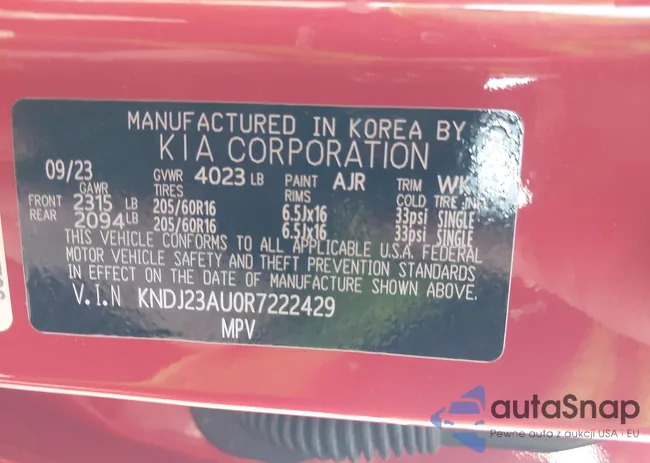 MANUFACTURED IN KOREA BY
KIA CORPORATION
09/23 GVWR 4023 LB PAINT AJR TRIM WK
GAWR TIRES RIMS COLD TIRE INF
FRONT 2315 LB 205/60R16 6.5Jx16 33psi SINGLE
REAR 2094 LB 205/60R16 6.5Jx16 33psi SINGLE
THIS VEHICLE CONFORMS TO ALL APPLICABLE U.S.A. FEDERAL
MOTOR VEHICLE SAFETY AND THEFT PREVENTION STANDARDS
IN EFFECT ON THE DATE OF MANUFACTURE SHOWN ABOVE.
V.I.N KNDJ23AU0R7222429
MPV
autaSnap
Pewne auta z aukcji USA i EU